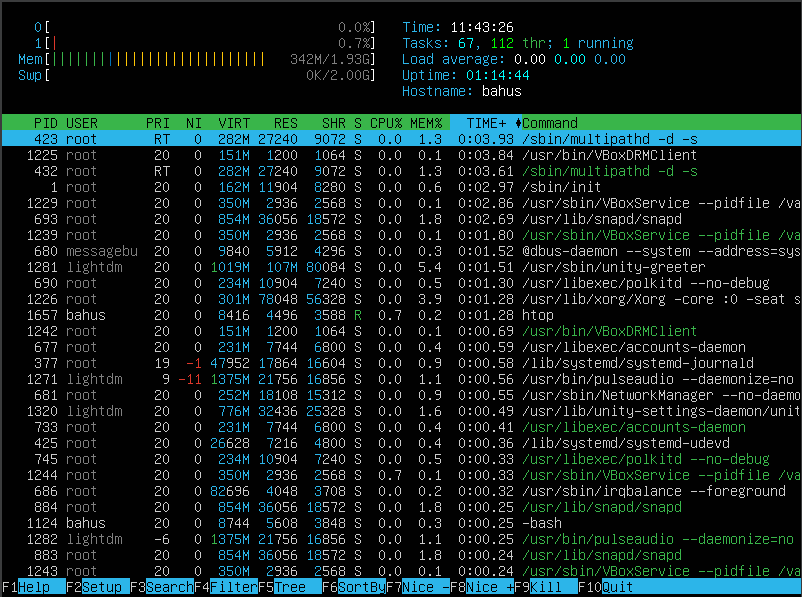 0[ 0.0%] Time: 11:43:26
1[| 0.7%] Tasks: 67, 112 thr; 1 running
Mem[||||||||||||||||||||||||||| 342M/1.93G] Load average: 0.00 0.00 0.00
Swp[ 0K/2.00G] Uptime: 01:14:44
Hostname: bahus
PID USER PRI NI VIRT RES SHR S CPU% MEM% TIME+ Command
423 root RT 0 282M 27240 9072 S 0.0 1.3 0:03.93 /sbin/multipathd -d -s
1225 root 20 0 151M 1200 1064 S 0.0 0.1 0:03.84 /usr/bin/VBoxDRMClient
432 root RT 0 282M 27240 9072 S 0.0 1.3 0:03.61 /sbin/multipathd -d -s
1 root 20 0 162M 11904 8280 S 0.0 0.6 0:02.97 /sbin/init
1229 root 20 0 350M 2936 2568 S 0.0 0.1 0:02.86 /usr/sbin/VBoxService --pidfile /va
693 root 20 0 854M 36056 18572 S 0.0 1.8 0:02.69 /usr/lib/snapd/snapd
1239 root 20 0 350M 2936 2568 S 0.0 0.1 0:01.80 /usr/sbin/VBoxService --pidfile /va
680 messagebu 20 0 9840 5912 4296 S 0.0 0.3 0:01.52 @dbus-daemon --system --address=sys
1281 lightdm 20 0 1019M 107M 80084 S 0.0 5.4 0:01.51 /usr/sbin/unity-greeter
690 root 20 0 234M 10904 7240 S 0.0 0.5 0:01.30 /usr/libexec/polkitd --no-debug
1226 root 20 0 301M 78048 56328 S 0.0 3.9 0:01.28 /usr/lib/xorg/Xorg -core :0 -seat s
1657 bahus 20 0 8416 4496 3588 R 0.7 0.2 0:01.28 htop
1242 root 20 0 151M 1200 1064 S 0.0 0.1 0:00.69 /usr/bin/VBoxDRMClient
677 root 20 0 231M 7744 6800 S 0.0 0.4 0:00.59 /usr/libexec/accounts-daemon
377 root 19 -1 47952 17864 16604 S 0.0 0.9 0:00.58 /lib/systemd/systemd-journald
1271 lightdm 9 -11 1375M 21756 16856 S 0.0 1.1 0:00.56 /usr/bin/pulseaudio --daemonize=no
681 root 20 0 252M 18108 15312 S 0.0 0.9 0:00.55 /usr/sbin/NetworkManager --no-daemo
1320 lightdm 20 0 776M 32436 25328 S 0.0 1.6 0:00.49 /usr/lib/unity-settings-daemon/unit
733 root 20 0 231M 7744 6800 S 0.0 0.4 0:00.41 /usr/libexec/accounts-daemon
425 root 20 0 26628 7216 4800 S 0.0 0.4 0:00.36 /lib/systemd/systemd-udevd
745 root 20 0 234M 10904 7240 S 0.0 0.5 0:00.33 /usr/libexec/polkitd --no-debug
1244 root 20 0 350M 2936 2568 S 0.7 0.1 0:00.33 /usr/sbin/VBoxService --pidfile /va
686 root 20 0 82696 4048 3708 S 0.0 0.2 0:00.32 /usr/sbin/irqbalance --foreground
884 root 20 0 854M 36056 18572 S 0.0 1.8 0:00.25 /usr/lib/snapd/snapd
1124 bahus 20 0 8744 5608 3848 S 0.0 0.3 0:00.25 -bash
1282 lightdm -6 0 1375M 21756 16856 S 0.0 1.1 0:00.25 /usr/bin/pulseaudio --daemonize=no
883 root 20 0 854M 36056 18572 S 0.0 1.8 0:00.24 /usr/lib/snapd/snapd
1243 root 20 0 350M 2936 2568 S 0.0 0.1 0:00.24 /usr/sbin/VBoxService --pidfile /va
F1Help F2Setup F3SearchF4FilterF5Tree F6SortByF7Nice -F8Nice +F9Kill F10Quit